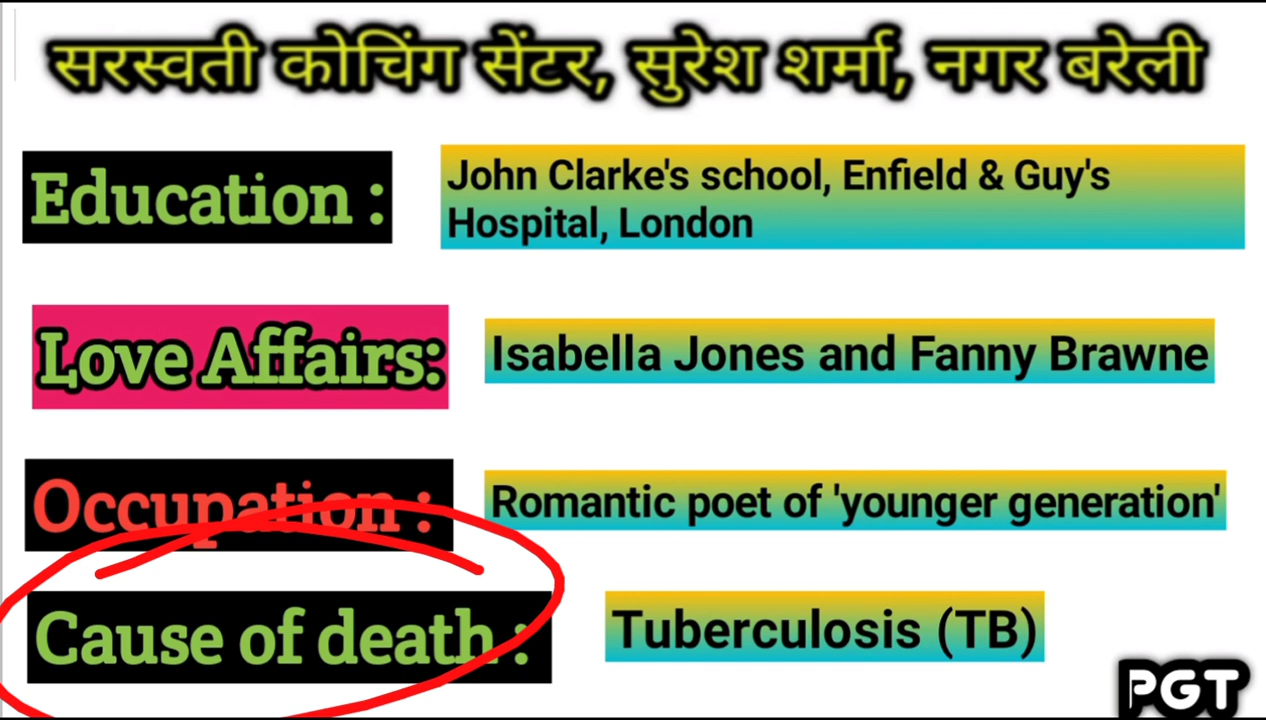 सरस्वती कोचिंग सेंटर, सुरेश शर्मा, नगर बरेली
Education :
John Clarke's school, Enfield & Guy's
Hospital, London
Love Affairs:
Isabella Jones and Fanny Brawne
Occupation :
Romantic poet of 'younger generation'
Cause of death :
Tuberculosis (TB)
PGT